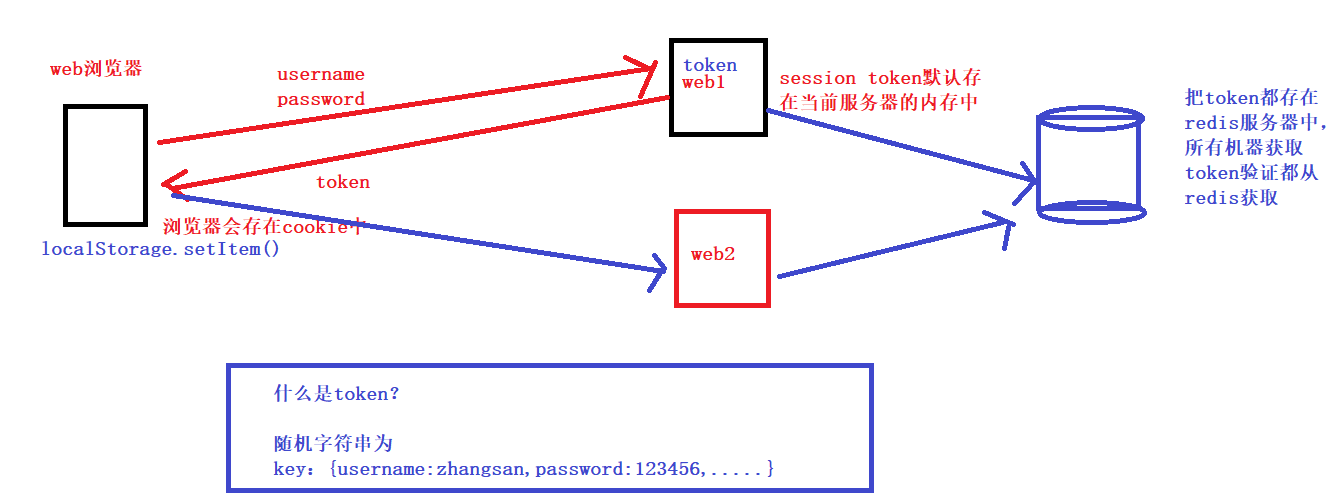 web浏览器
username
password
token
浏览器会存在cookie中
localStorage.setItem()
token
web1
session token默认存
在当前服务器的内存中
web2
把token都存在
redis服务器中,
所有机器获取
token验证都从
redis获取
什么是token?
随机字符串为
key: {username:zhangsan,password:123456,.....}